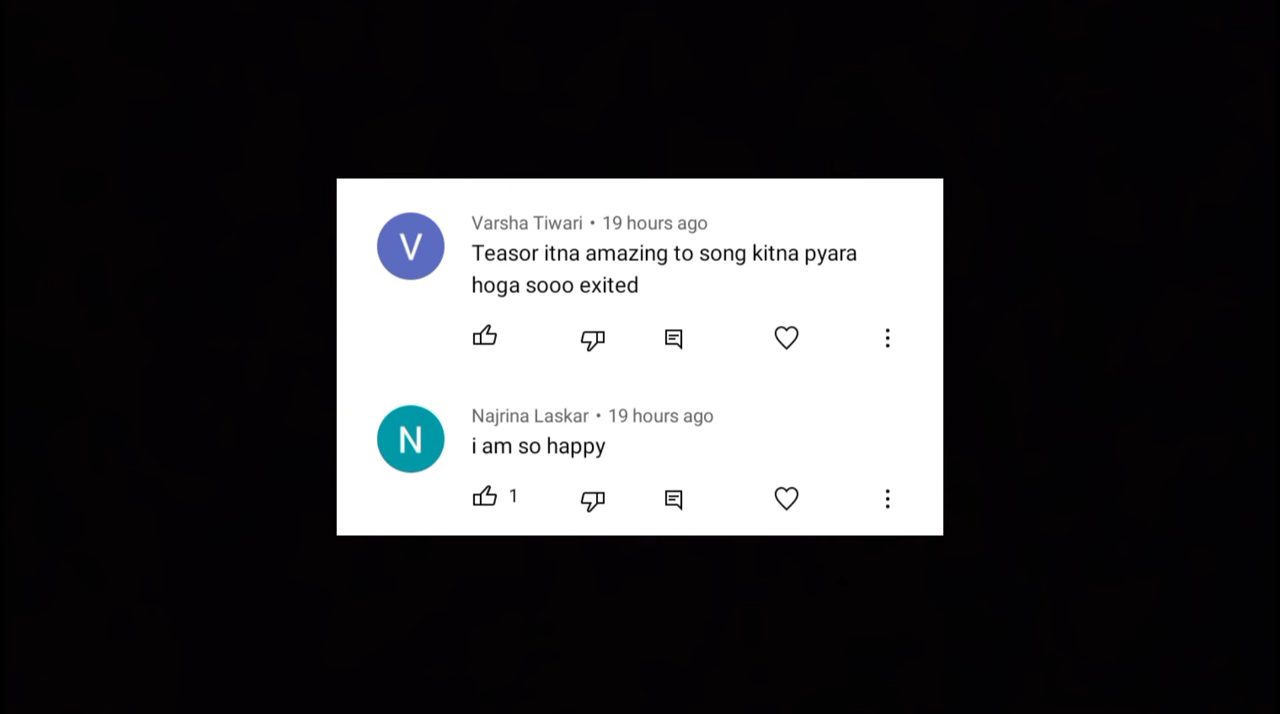 V
Varsha Tiwari • 19 hours ago
Teasor itna amazing to song kitna pyara
hoga sooo exited
N
Najrina Laskar • 19 hours ago
i am so happy
1